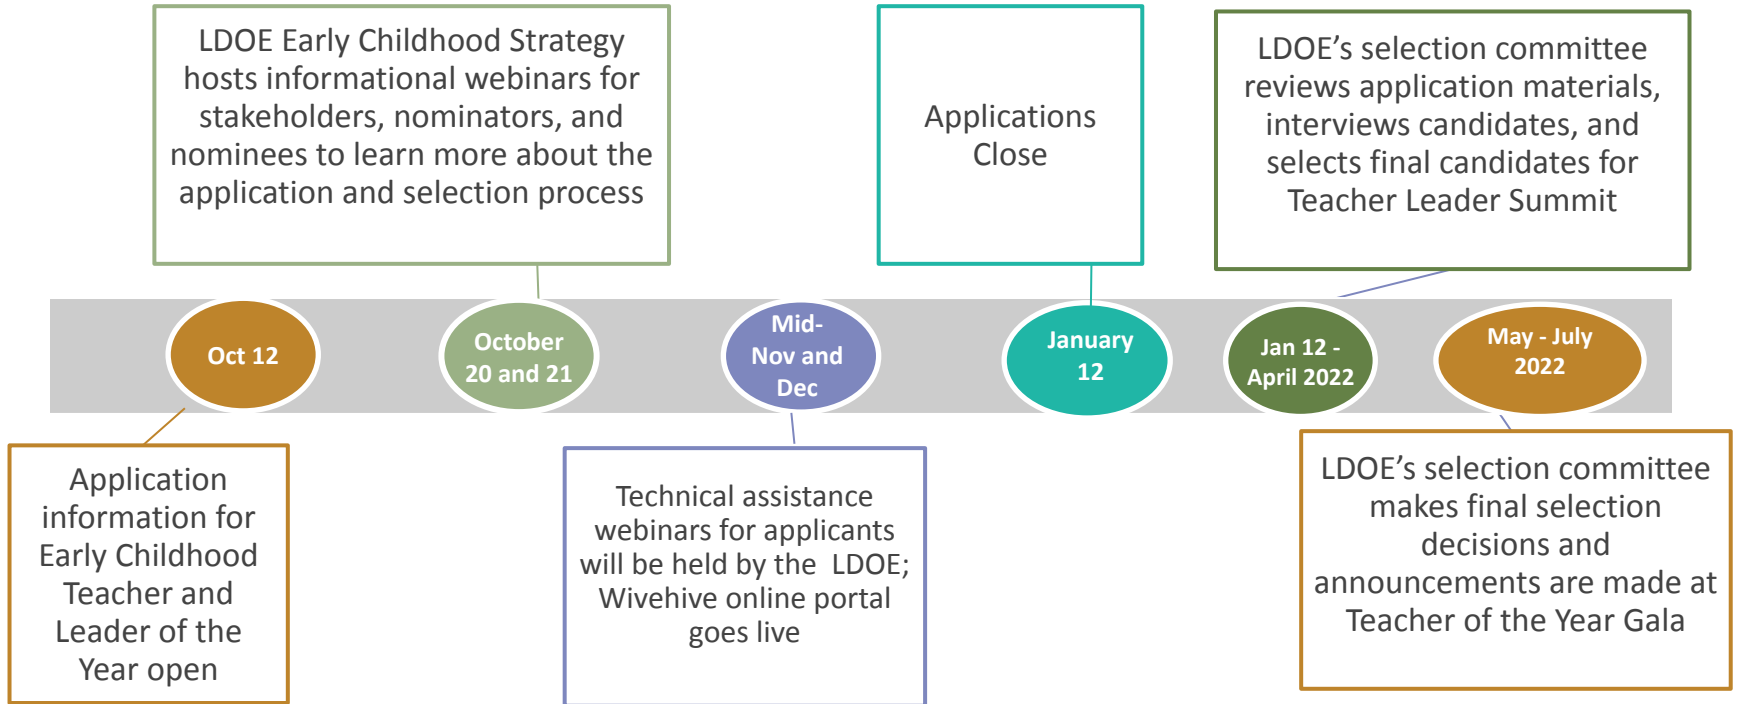 LDOE Early Childhood Strategy
hosts informational webinars for
stakeholders, nominators, and
nominees to learn more about the
application and selection process
Applications
Close
LDOE’s selection committee
reviews application materials,
interviews candidates, and
selects final candidates for
Teacher Leader Summit
Oct 12
October
20 and 21
Mid-
Nov and
Dec
January
12
Jan 12 -
April 2022
May - July
2022
Application
information for
Early Childhood
Teacher and
Leader of the
Year open
Technical assistance
webinars for applicants
will be held by the LDOE;
Wivehive online portal
goes live
LDOE’s selection committee
makes final selection
decisions and
announcements are made at
Teacher of the Year Gala